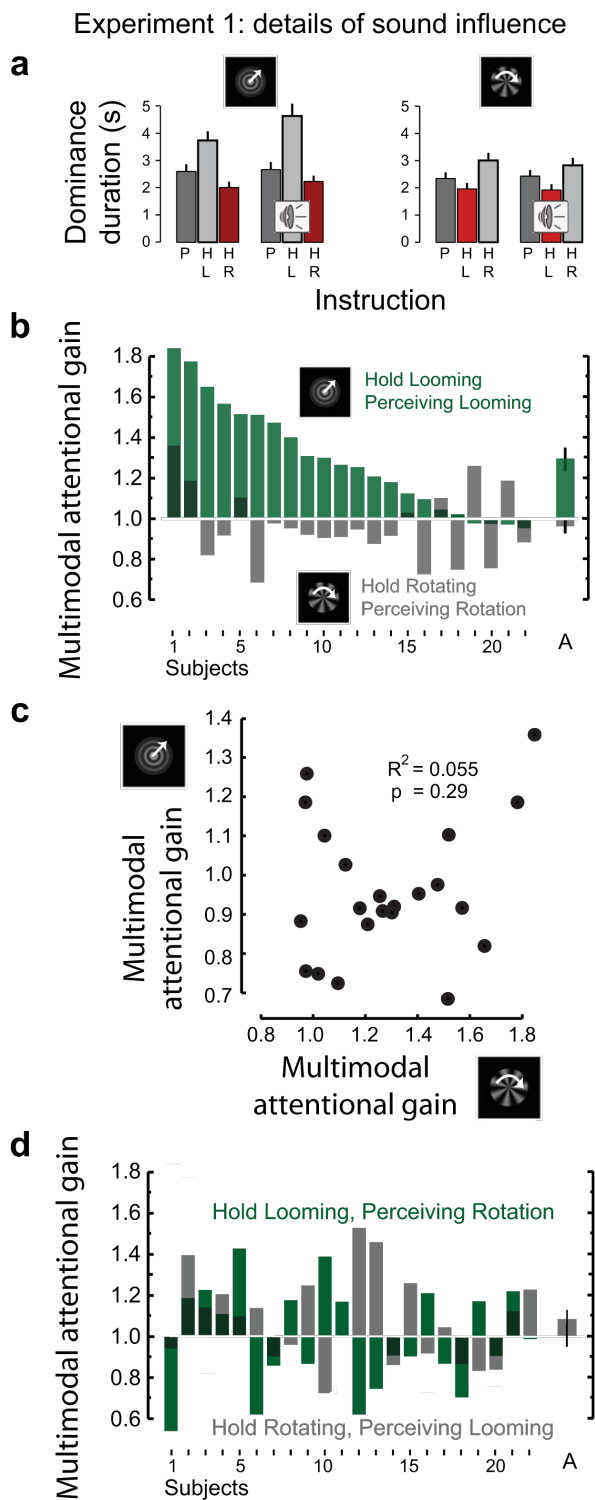 Experiment 1: details of sound influence
a
Dominance
duration (s)
5
4
3
2
1
0
P H H
L R
P H H
L R
5
4
3
2
1
0
P H H
L R
P H H
L R
Instruction
b
Multimodal attentional gain
1.8
1.6
1.4
1.2
1.0
0.8
0.6
Hold Looming
Perceiving Looming
Hold Rotating
Perceiving Rotation
1 5 10 15 20 A
Subjects
c
Multimodal
attentional gain
1.4
1.3
1.2
1.1
1.0
0.9
0.8
0.7
R2 = 0.055
p = 0.29
0.8 1.0 1.2 1.4 1.6 1.8
Multimodal
attentional gain
d
Multimodal attentional gain
1.8
1.6
1.4
1.2
1.0
0.8
0.6
Hold Looming, Perceiving Rotation
Hold Rotating, Perceiving Looming
1 5 10 15 20 A
Subjects